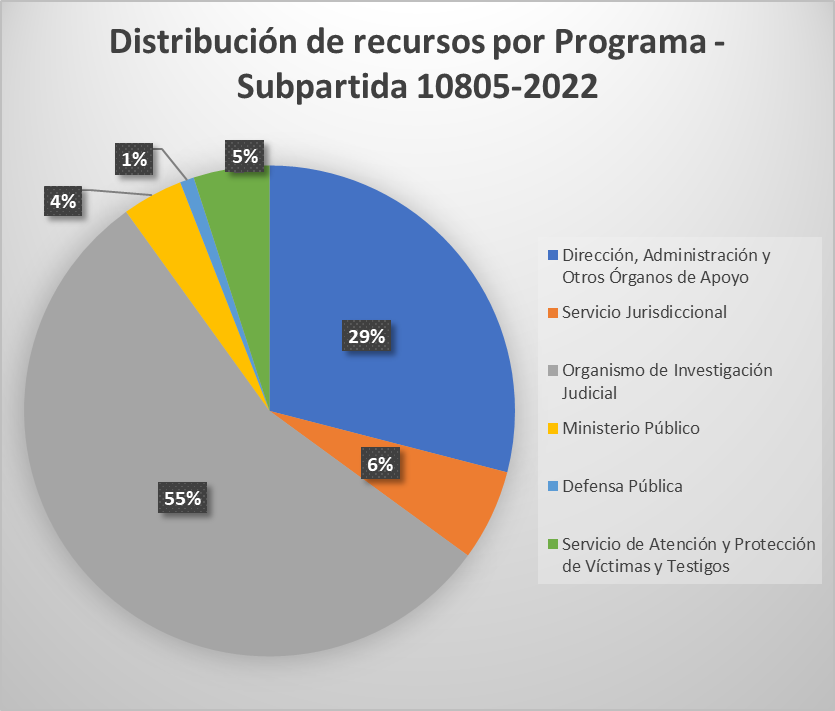 Distribución de recursos por Programa -
Subpartida 10805-2022
1%
5%
4%
29%
6%
55%
Dirección, Administración y
Otros Órganos de Apoyo
Servicio Jurisdiccional
Organismo de Investigación
Judicial
Ministerio Público
Defensa Pública
Servicio de Atención y Protección
de Víctimas y Testigos